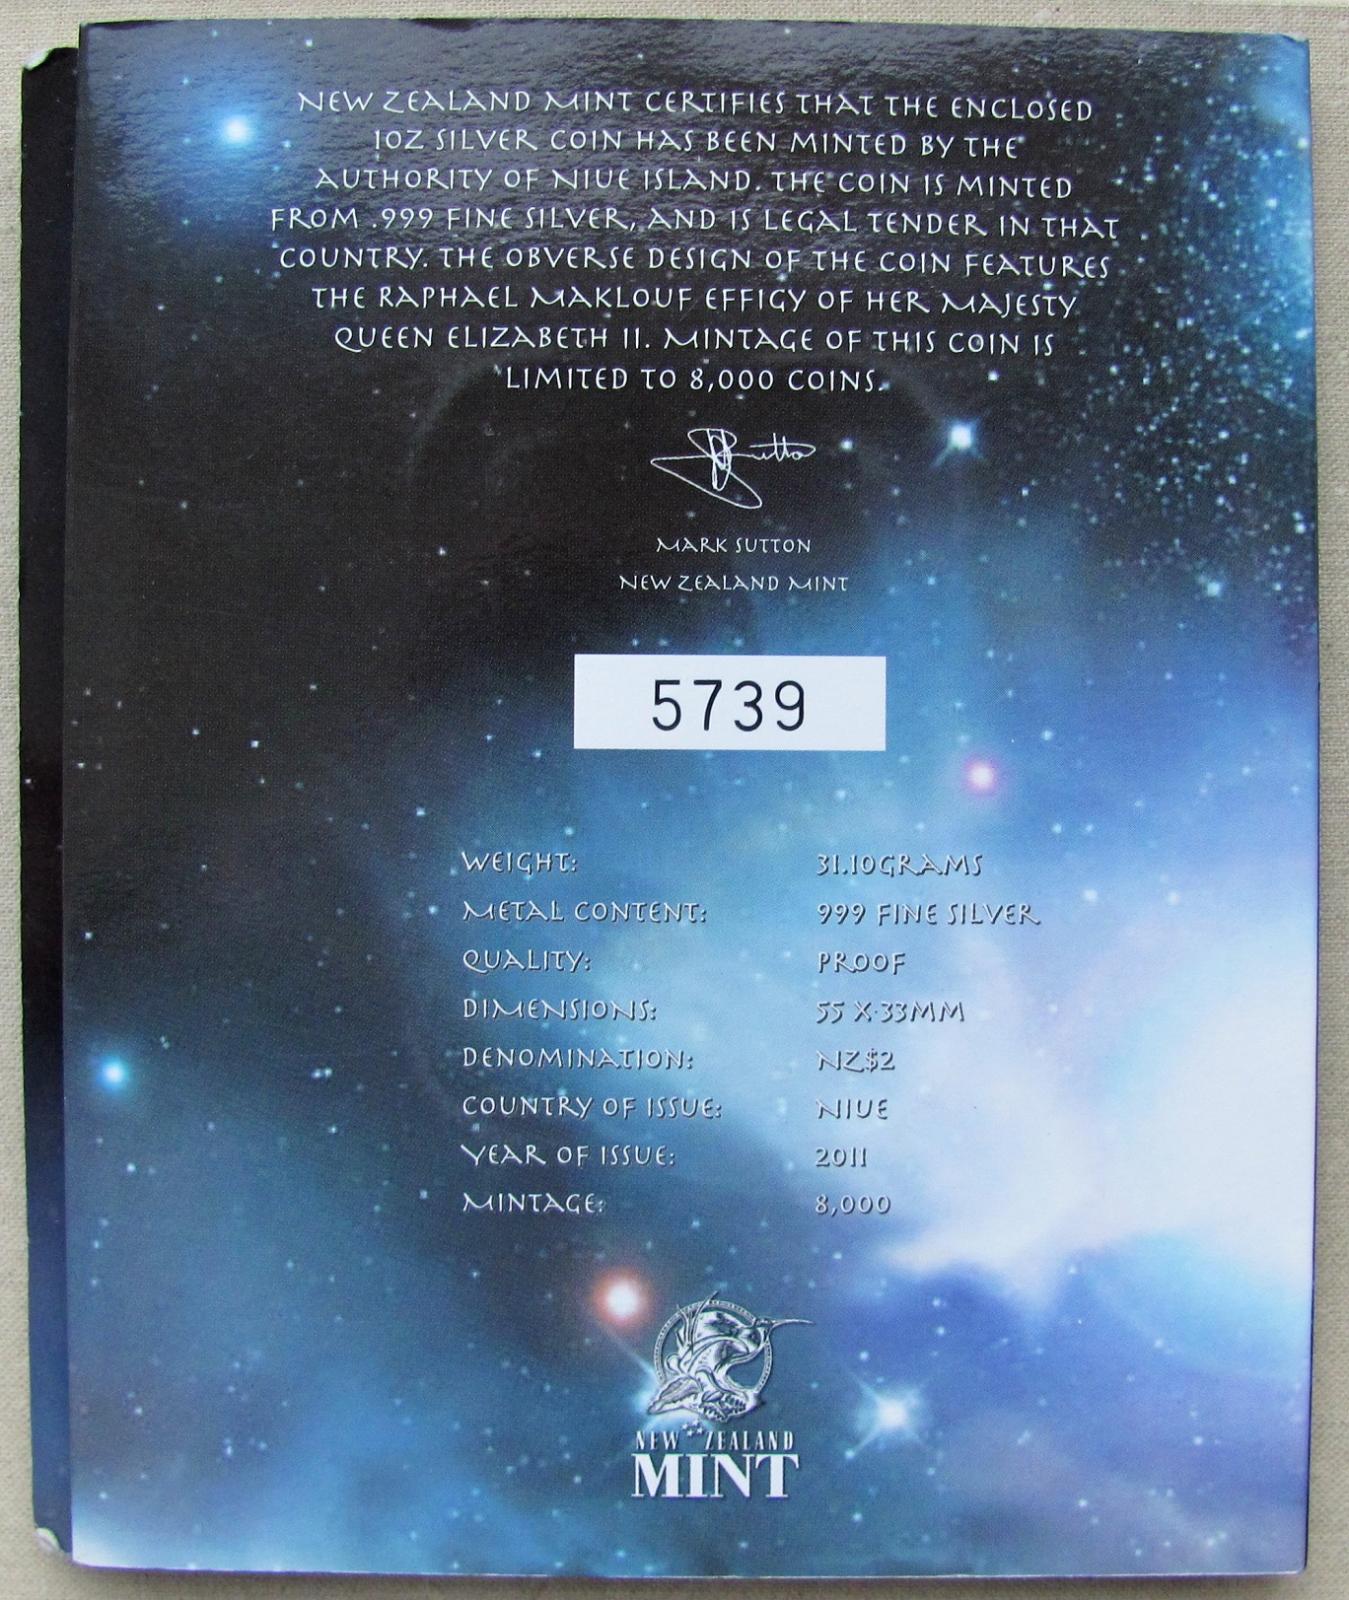 NEW ZEALAND MINT CERTIFIES THAT THE ENCLOSED
1OZ SILVER COIN HAS BEEN MINTED BY THE
AUTHORITY OF NIUE ISLAND. THE COIN IS MINTED
FROM .999 FINE SILVER, AND IS LEGAL TENDER IN THAT
COUNTRY. THE OBVERSE DESIGN OF THE COIN FEATURES
THE RAPHAEL MAKLOUF EFFIGY OF HER MAJESTY
QUEEN ELIZABETH II. MINTAGE OF THIS COIN IS
LIMITED TO 8,000 COINS.
Sutton
MARK SUTTON
NEW ZEALAND MINT
5739
WEIGHT: 31.10GRAMS
METAL CONTENT: 999 FINE SILVER
QUALITY: PROOF
DIMENSIONS: 55 X 33MM
DENOMINATION: NZ$2
COUNTRY OF ISSUE: NIUE
YEAR OF ISSUE: 2011
MINTAGE: 8,000
NEW ZEALAND
MINT